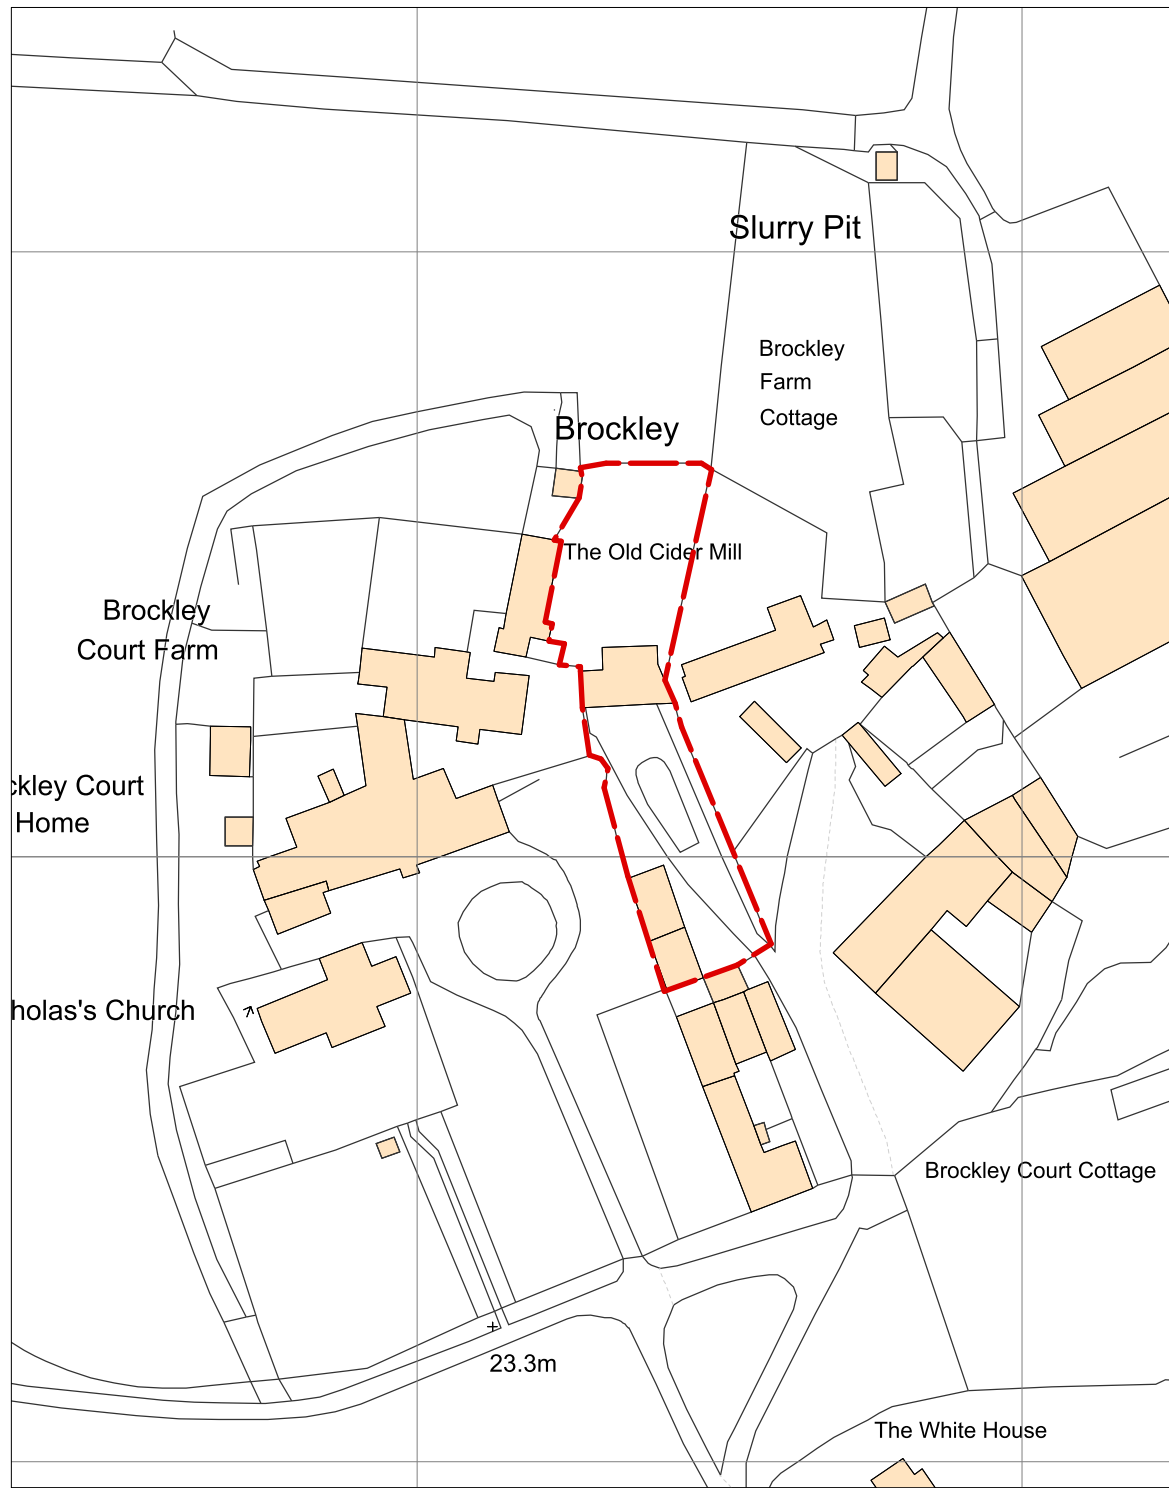 Slurry Pit
Brockley
Farm
Cottage
Brockley
The Old Cider Mill
Brockley
Court Farm
ckley Court
Home
holas's Church
Brockley Court Cottage
23.3m
The White House